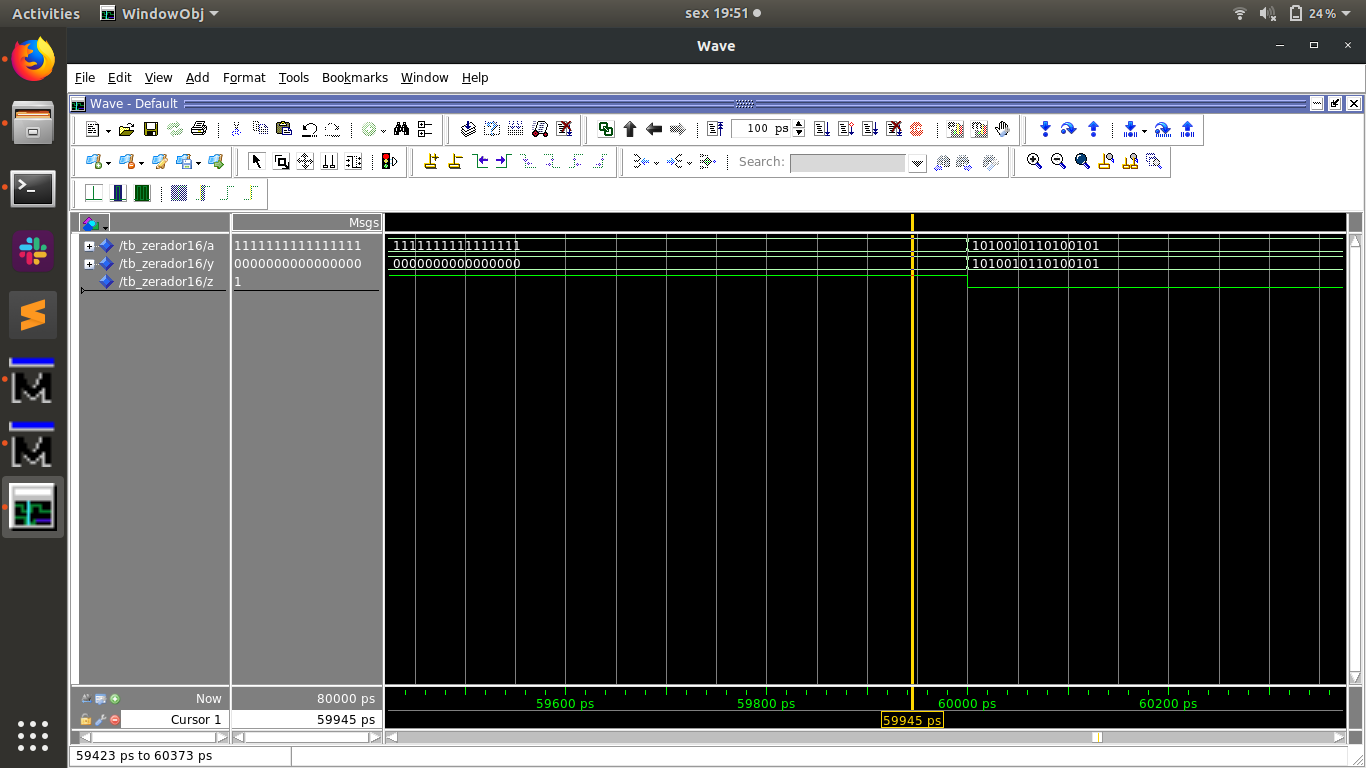 Activities WindowObj sex 19:51 24%
Wave
File Edit View Add Format Tools Bookmarks Window Help
Wave - Default
100 ps
Search:
Msgs
/tb_zerador16/a 1111111111111111 1111111111111111 1010010110100101
/tb_zerador16/y 0000000000000000 0000000000000000 1010010110100101
/tb_zerador16/z 1
Now 80000 ps 59600 ps 59800 ps 60000 ps 60200 ps
Cursor 1 59945 ps 59945 ps
59423 ps to 60373 ps